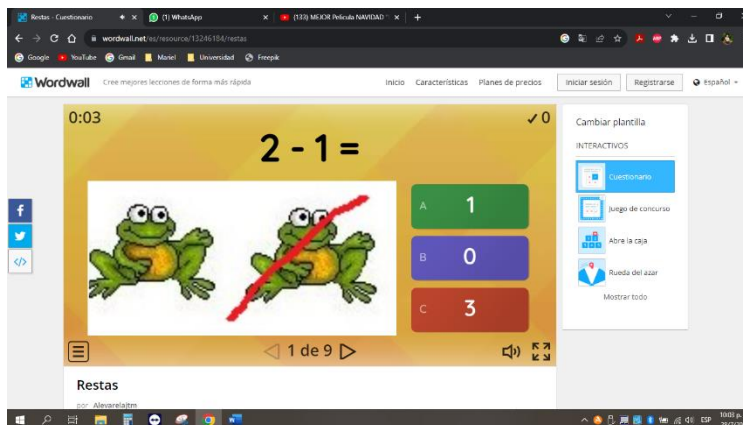 Restas - Cuestionario
(1) WhatsApp
(133) MEJOR Pelicula NAVIDAD
wordwall.net/es/resource/13246184/restas
Google YouTube Gmail Mariel Universidad Freepik
Wordwall Cree mejores lecciones de forma más rápida Inicio Características Planes de precios Iniciar sesión Registrarse Español
0:03 ✓ 0
2 - 1 =
A 1
B 0
C 3
1 de 9
Cambiar plantilla
INTERACTIVOS
Cuestionario
Juego de concurso
Abre la caja
Rueda del azar
Mostrar todo
Restas
por Alevarelajtm
ESP 10:03 p.